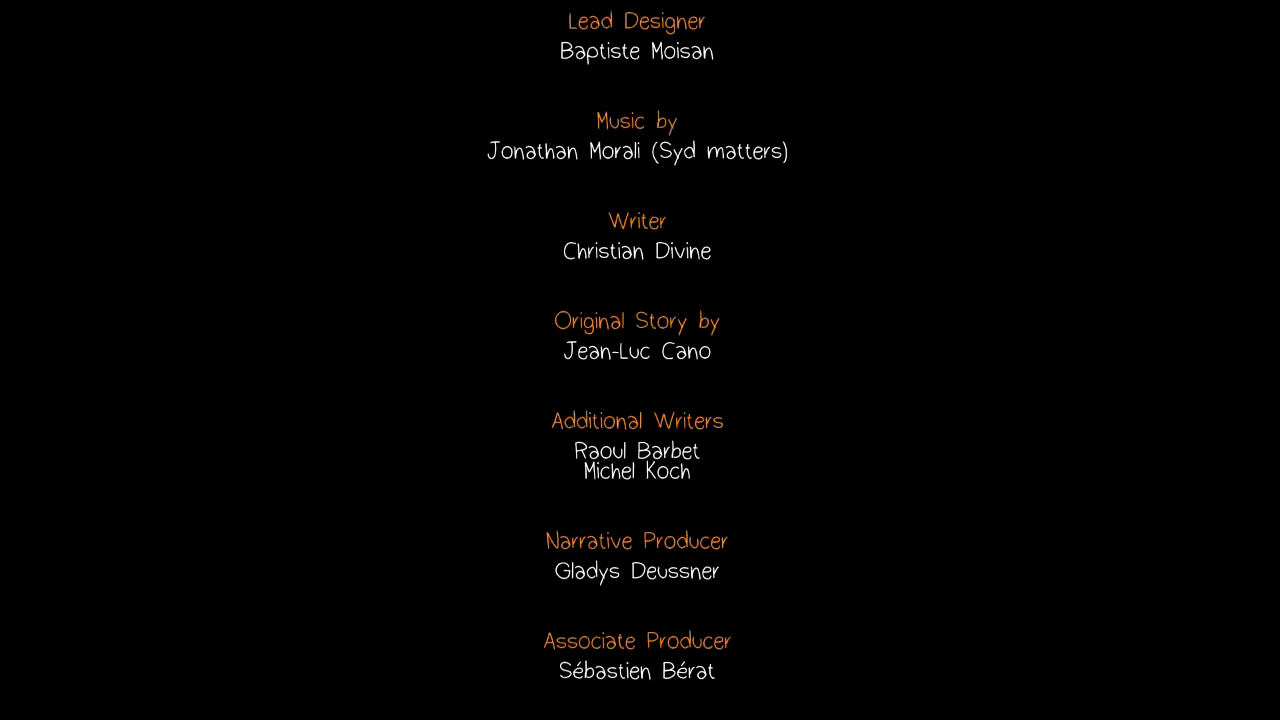 Lead Designer
Baptiste Moisan
Music by
Jonathan Morali (Syd matters)
Writer
Christian Divine
Original Story by
Jean-Luc Cano
Additional Writers
Raoul Barbet
Michel Koch
Narrative Producer
Gladys Deussner
Associate Producer
Sébastien Bérat